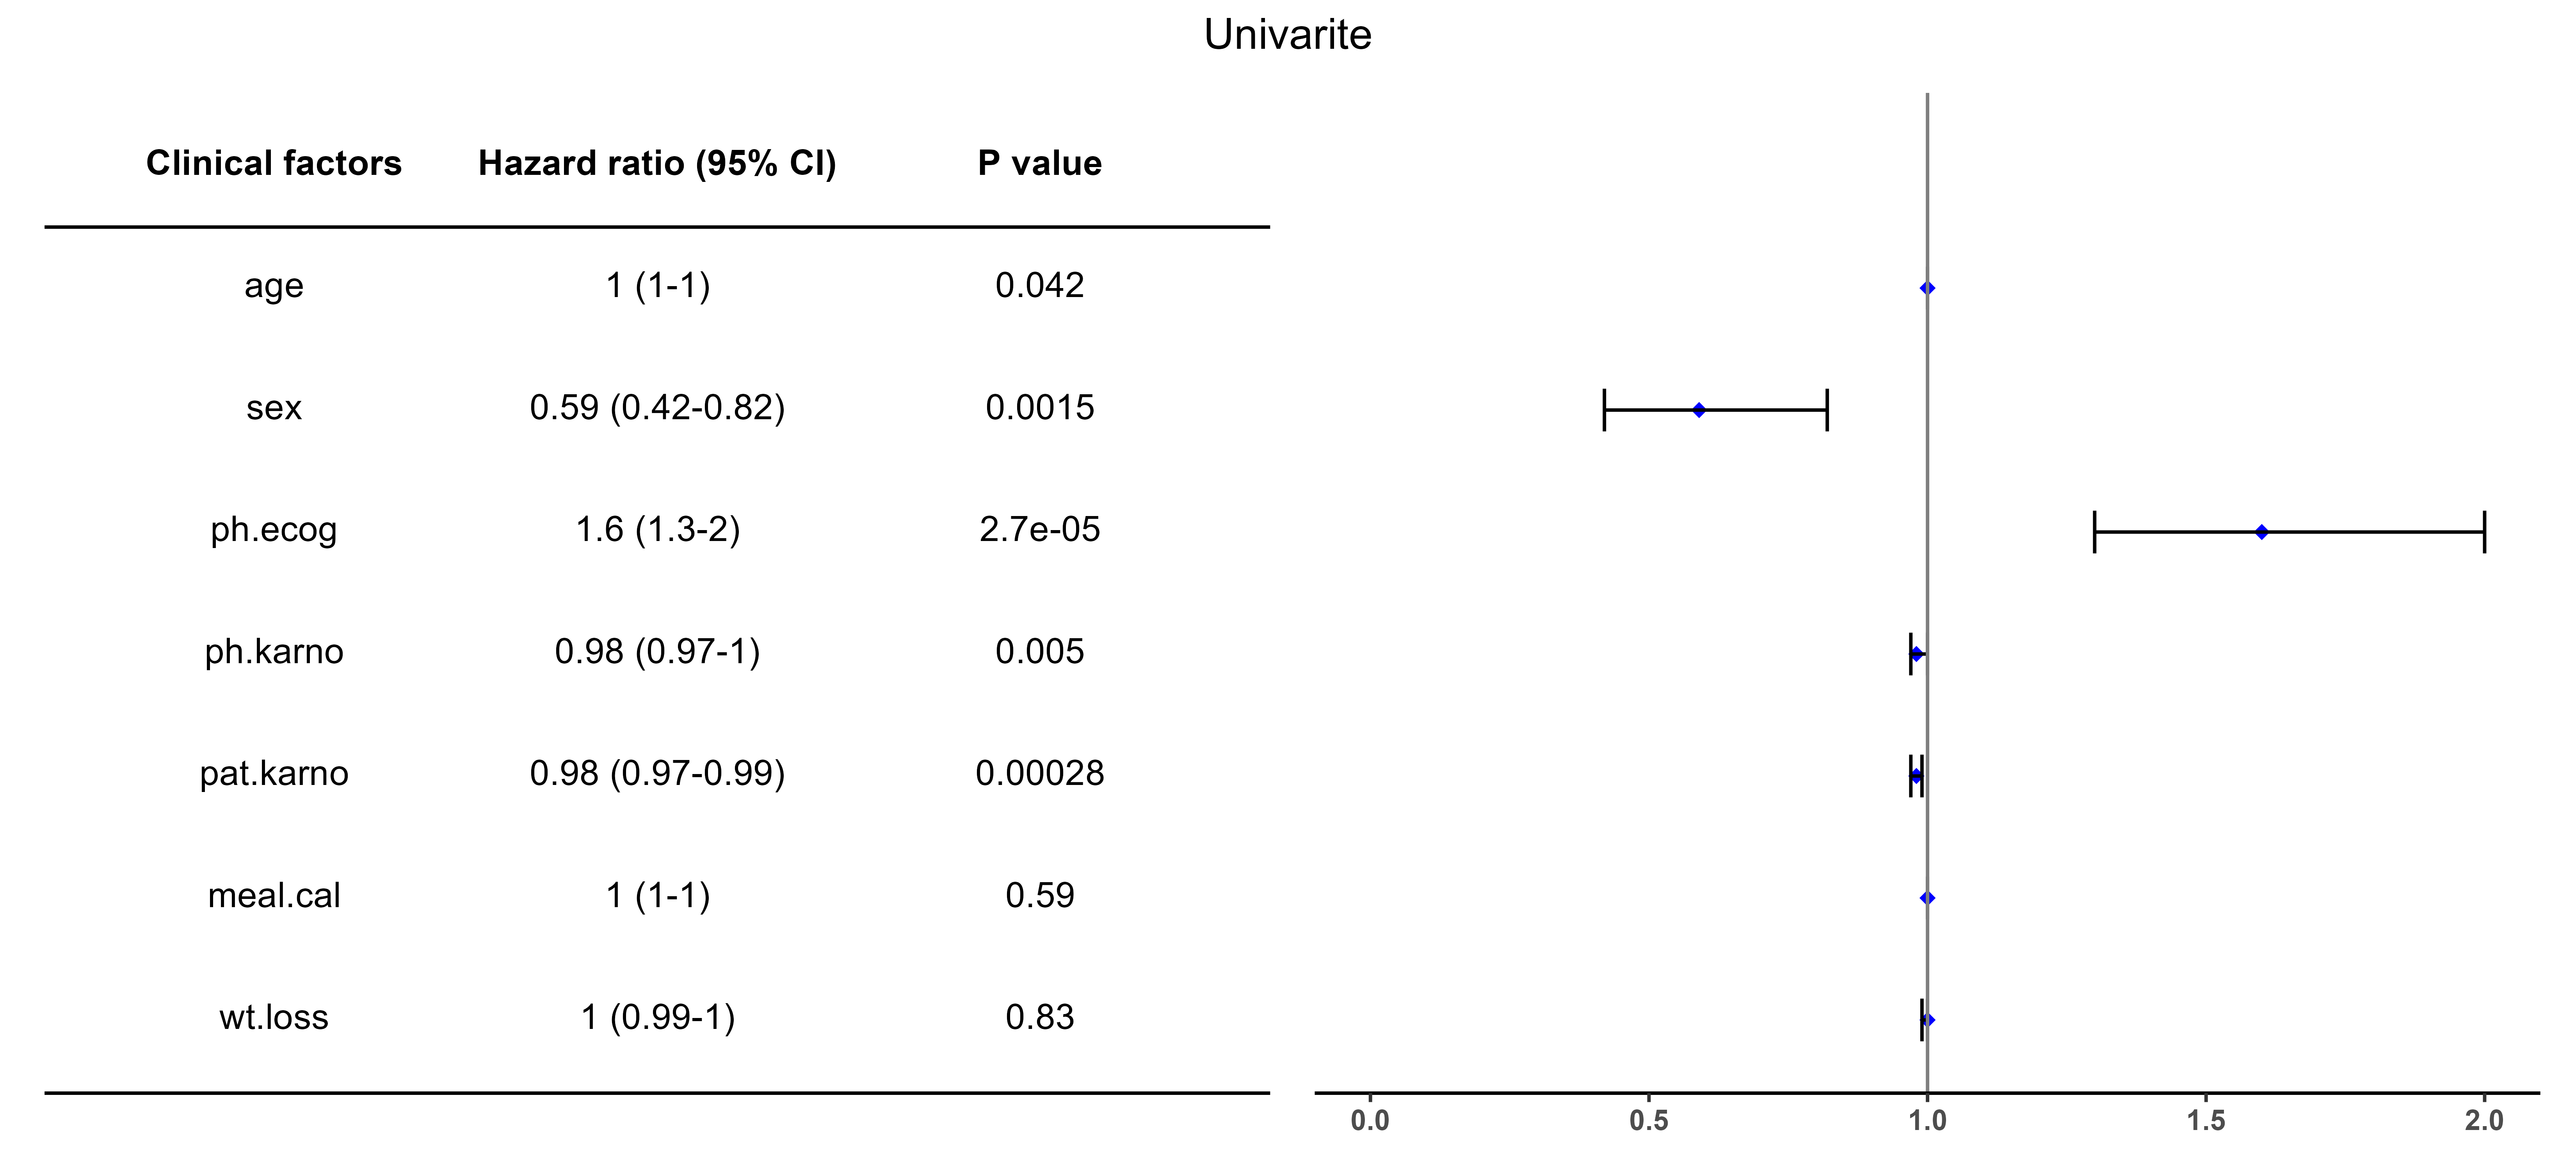 Univarite
Clinical factors Hazard ratio (95% CI) P value
age 1 (1-1) 0.042
sex 0.59 (0.42-0.82) 0.0015
ph.ecog 1.6 (1.3-2) 2.7e-05
ph.karno 0.98 (0.97-1) 0.005
pat.karno 0.98 (0.97-0.99) 0.00028
meal.cal 1 (1-1) 0.59
wt.loss 1 (0.99-1) 0.83
0.0 0.5 1.0 1.5 2.0